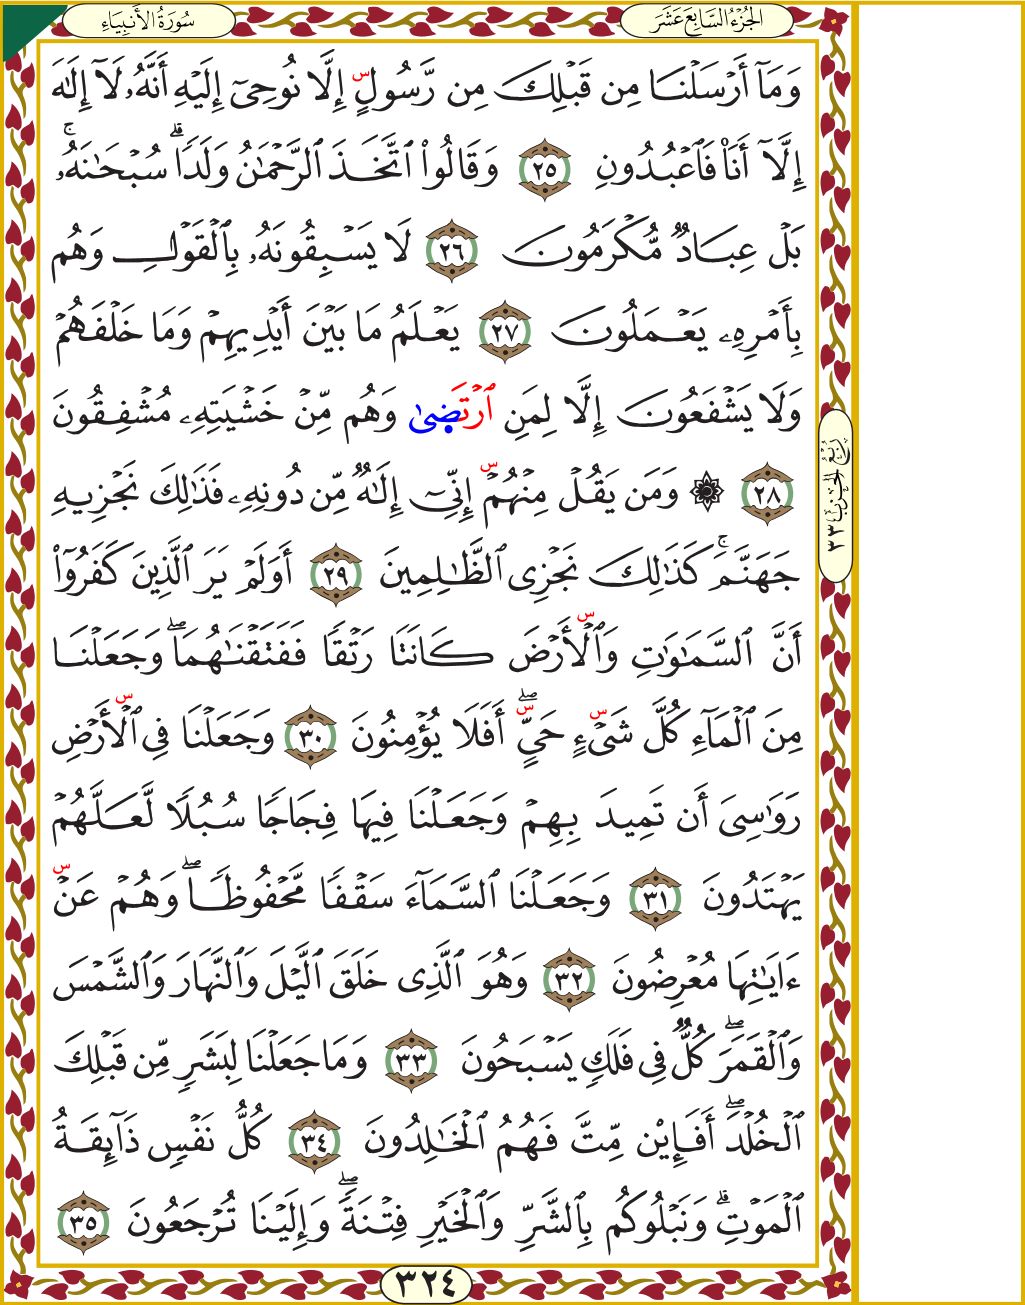 سُورَةُ الأَنبِيَاءِ
الجُزْءُ السَّابِعَ عَشَرَ
وَمَآ أَرْسَلْنَا مِن قَبْلِكَ مِن رَّسُولٍ إِلَّا نُوحِىٓ إِلَيْهِ أَنَّهُۥ لَآ إِلَٰهَ
إِلَّآ أَنَا۠ فَٱعْبُدُونِ ٢٥ وَقَالُوا۟ ٱتَّخَذَ ٱلرَّحْمَٰنُ وَلَدًا ۗ سُبْحَٰنَهُۥ ۚ
بَلْ عِبَادٌ مُّكْرَمُونَ ٢٦ لَا يَسْبِقُونَهُۥ بِٱلْقَوْلِ وَهُم
بِأَمْرِهِۦ يَعْمَلُونَ ٢٧ يَعْلَمُ مَا بَيْنَ أَيْدِيهِمْ وَمَا خَلْفَهُمْ
وَلَا يَشْفَعُونَ إِلَّا لِمَنِ ٱرْتَضَىٰ وَهُم مِّنْ خَشْيَتِهِۦ مُشْفِقُونَ
٢٨ ۞ وَمَن يَقُلْ مِنْهُمْ إِنِّىٓ إِلَٰهٌ مِّن دُونِهِۦ فَذَٰلِكَ نَجْزِيهِ
جَهَنَّمَ ۚ كَذَٰلِكَ نَجْزِى ٱلظَّٰلِمِينَ ٢٩ أَوَلَمْ يَرَ ٱلَّذِينَ كَفَرُوٓا۟
أَنَّ ٱلسَّمَٰوَٰتِ وَٱلْأَرْضَ كَانَتَا رَتْقًا فَفَتَقْنَٰهُمَا ۖ وَجَعَلْنَا
مِنَ ٱلْمَآءِ كُلَّ شَىْءٍ حَىٍّ ۖ أَفَلَا يُؤْمِنُونَ ٣٠ وَجَعَلْنَا فِى ٱلْأَرْضِ
رَوَٰسِىَ أَن تَمِيدَ بِهِمْ وَجَعَلْنَا فِيهَا فِجَاجًا سُبُلًا لَّعَلَّهُمْ
يَهْتَدُونَ ٣١ وَجَعَلْنَا ٱلسَّمَآءَ سَقْفًا مَّحْفُوظًا ۖ وَهُمْ عَنْ
ءَايَٰتِهَا مُعْرِضُونَ ٣٢ وَهُوَ ٱلَّذِى خَلَقَ ٱلَّيْلَ وَٱلنَّهَارَ وَٱلشَّمْسَ
وَٱلْقَمَرَ ۖ كُلٌّ فِى فَلَكٍ يَسْبَحُونَ ٣٣ وَمَا جَعَلْنَا لِبَشَرٍ مِّن قَبْلِكَ
ٱلْخُلْدَ ۖ أَفَإِي۟ن مِّتَّ فَهُمُ ٱلْخَٰلِدُونَ ٣٤ كُلُّ نَفْسٍ ذَآئِقَةُ
ٱلْمَوْتِ ۗ وَنَبْلُوكُم بِٱلشَّرِّ وَٱلْخَيْرِ فِتْنَةً ۖ وَإِلَيْنَا تُرْجَعُونَ ٣٥
رُبْعُ الحِزْبِ ٣٣
٣٢٤